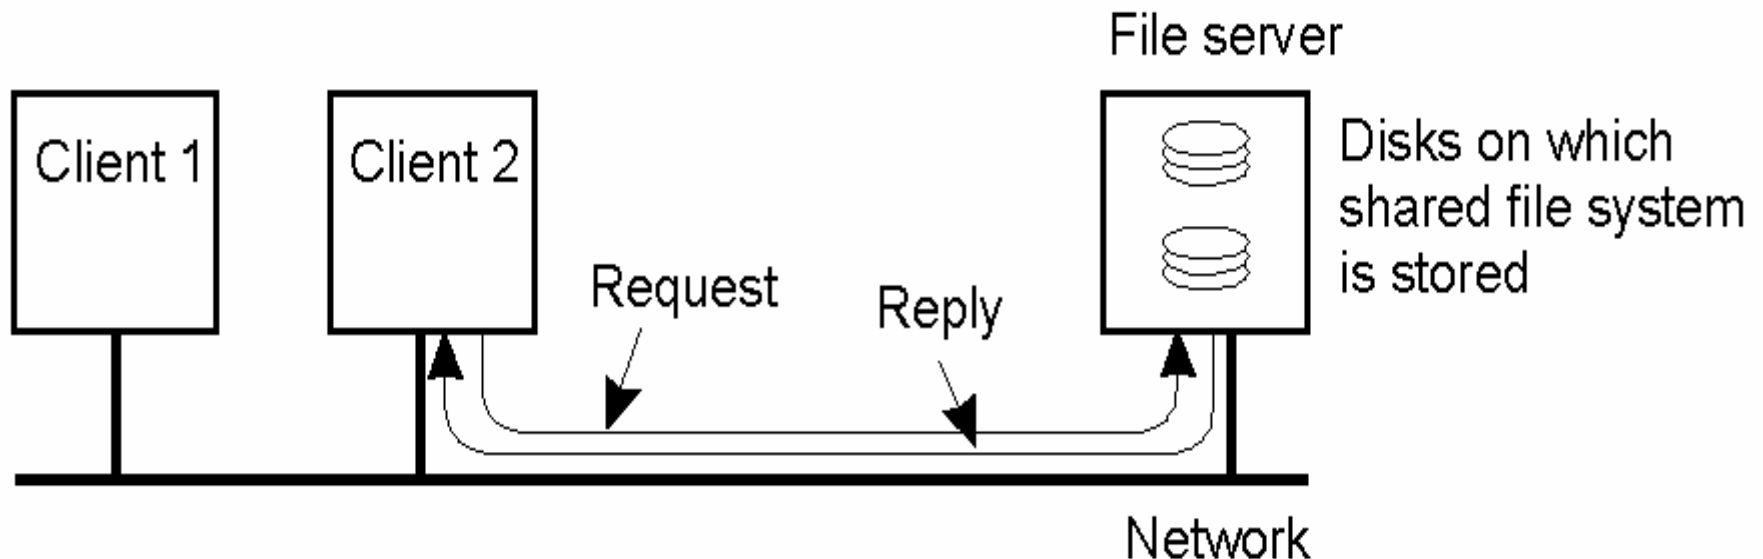 File server
Client 1
Client 2
Disks on which
shared file system
is stored
Request
Reply
Network